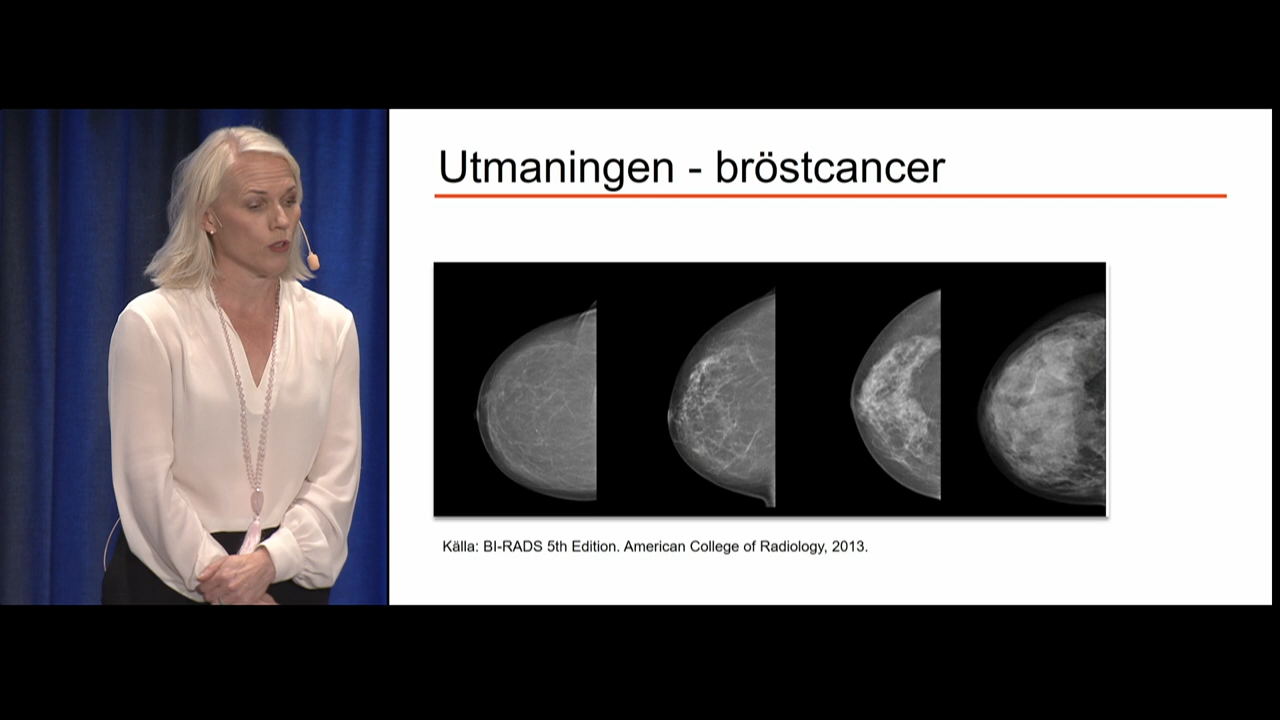 Utmaningen - bröstcancer
Källa: BI-RADS 5th Edition. American College of Radiology, 2013.